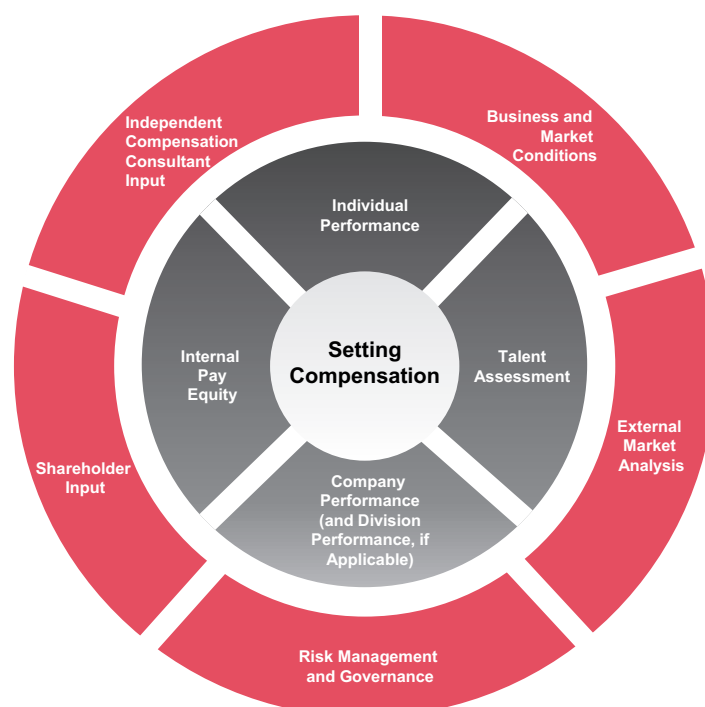 Independent
Compensation
Consultant
Input
Business and
Market
Conditions
Individual
Performance
Internal
Pay
Equity
Setting
Compensation
Talent
Assessment
External
Market
Analysis
Shareholder
Input
Company
Performance
(and Division
Performance, if
Applicable)
Risk Management
and Governance